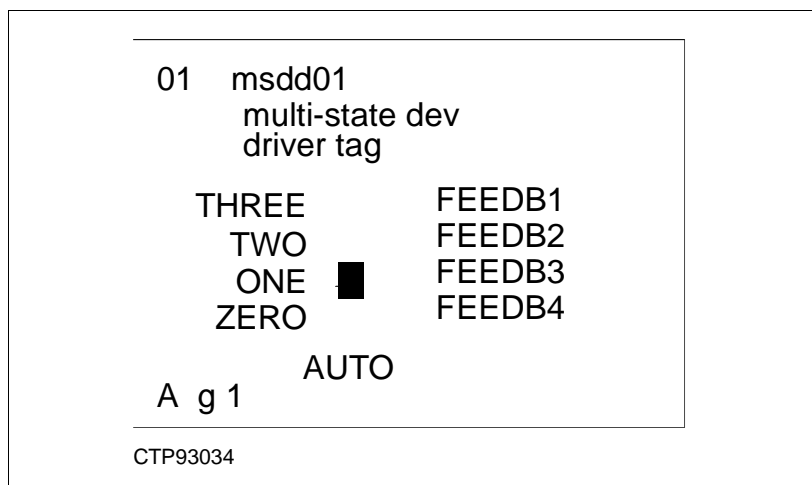 01 msdd01
multi-state dev
driver tag
THREE FEEDB1
TWO FEEDB2
ONE FEEDB3
ZERO FEEDB4
AUTO
A g 1
CTP93034